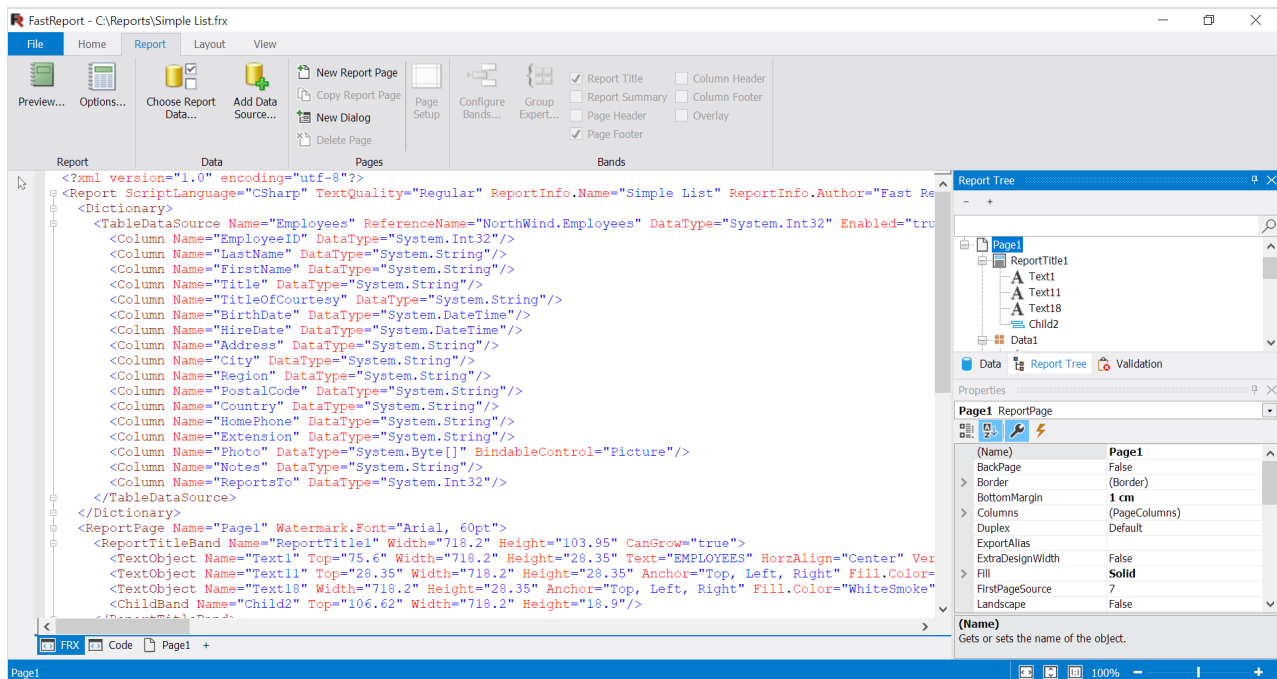 FastReport - C:\Reports\Simple List.frx
File Home Report Layout View
Preview...
Options...
Choose Report Data...
Add Data Source...
New Report Page
Copy Report Page
New Dialog
Delete Page
Page Setup
Configure Bands...
Group Expert...
Report Title
Report Summary
Page Header
Page Footer
Column Header
Column Footer
Overlay
Report Data Pages Bands
<?xml version="1.0" encoding="utf-8"?>
<Report ScriptLanguage="CSharp" TextQuality="Regular" ReportInfo.Name="Simple List" ReportInfo.Author="Fast Re
<Dictionary>
<TableDataSource Name="Employees" ReferenceName="NorthWind.Employees" DataType="System.Int32" Enabled="tru
<Column Name="EmployeeID" DataType="System.Int32"/>
<Column Name="LastName" DataType="System.String"/>
<Column Name="FirstName" DataType="System.String"/>
<Column Name="Title" DataType="System.String"/>
<Column Name="TitleOfCourtesy" DataType="System.String"/>
<Column Name="BirthDate" DataType="System.DateTime"/>
<Column Name="HireDate" DataType="System.DateTime"/>
<Column Name="Address" DataType="System.String"/>
<Column Name="City" DataType="System.String"/>
<Column Name="Region" DataType="System.String"/>
<Column Name="PostalCode" DataType="System.String"/>
<Column Name="Country" DataType="System.String"/>
<Column Name="HomePhone" DataType="System.String"/>
<Column Name="Extension" DataType="System.String"/>
<Column Name="Photo" DataType="System.Byte[]" BindableControl="Picture"/>
<Column Name="Notes" DataType="System.String"/>
<Column Name="ReportsTo" DataType="System.Int32"/>
</TableDataSource>
</Dictionary>
<ReportPage Name="Page1" Watermark.Font="Arial, 60pt">
<ReportTitleBand Name="ReportTitle1" Width="718.2" Height="103.95" CanGrow="true">
<TextObject Name="Text1" Top="75.6" Width="718.2" Height="28.35" Text="EMPLOYEES" HorzAlign="Center" Ver
<TextObject Name="Text11" Top="28.35" Width="718.2" Height="28.35" Anchor="Top, Left, Right" Fill.Color=
<TextObject Name="Text18" Width="718.2" Height="28.35" Anchor="Top, Left, Right" Fill.Color="WhiteSmoke"
<ChildBand Name="Child2" Top="106.62" Width="718.2" Height="18.9"/>
FRX Code Page1 +
Report Tree
- +
Page1
ReportTitle1
Text1
Text11
Text18
Child2
Data1
Data Report Tree Validation
Properties
Page1 ReportPage
(Name) Page1
BackPage False
Border (Border)
BottomMargin 1 cm
Columns (PageColumns)
Duplex Default
ExportAlias
ExtraDesignWidth False
Fill Solid
FirstPageSource 7
Landscape False
(Name)
Gets or sets the name of the object.
Page1
100%